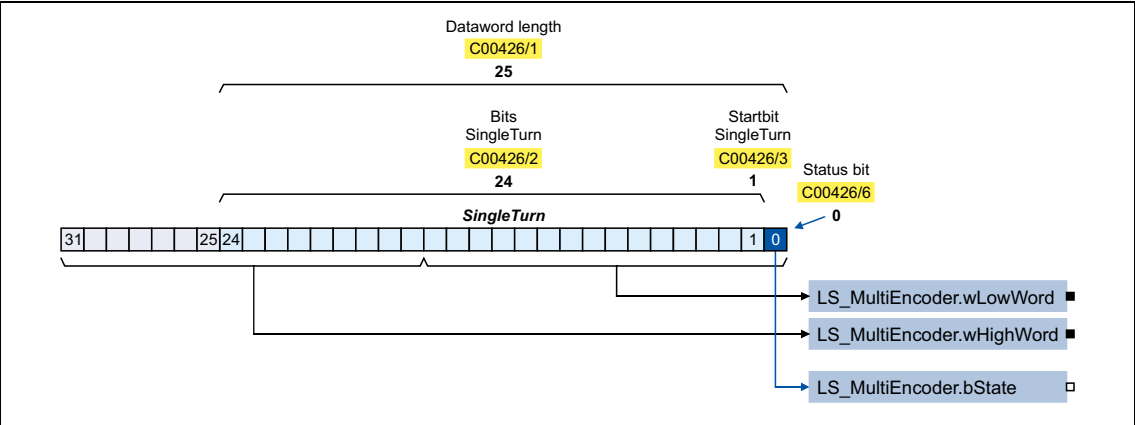 Dataword length
C00426/1
25
Bits
SingleTurn
C00426/2
24
Startbit
SingleTurn
C00426/3
1
Status bit
C00426/6
0
SingleTurn
31 25 24 1 0
LS_MultiEncoder.wLowWord
LS_MultiEncoder.wHighWord
LS_MultiEncoder.bState